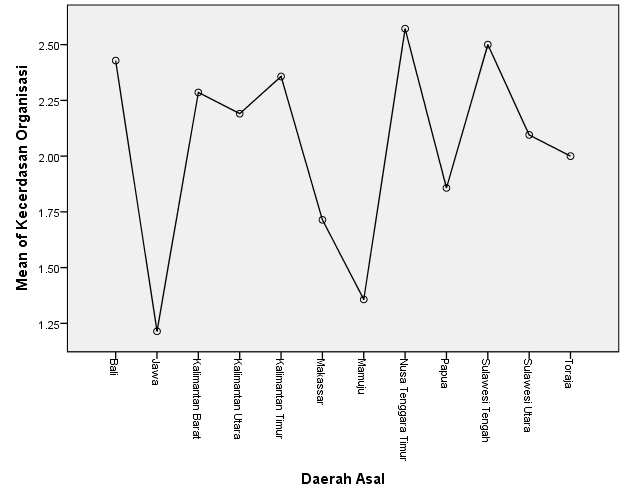 Mean of Kecerdasan Organisasi
2.50
2.25
2.00
1.75
1.50
1.25
Bali
Jawa
Kalimantan Barat
Kalimantan Utara
Kalimantan Timur
Makassar
Mamuju
Nusa Tenggara Timur
Papua
Sulawesi Tengah
Sulawesi Utara
Toraja
Daerah Asal